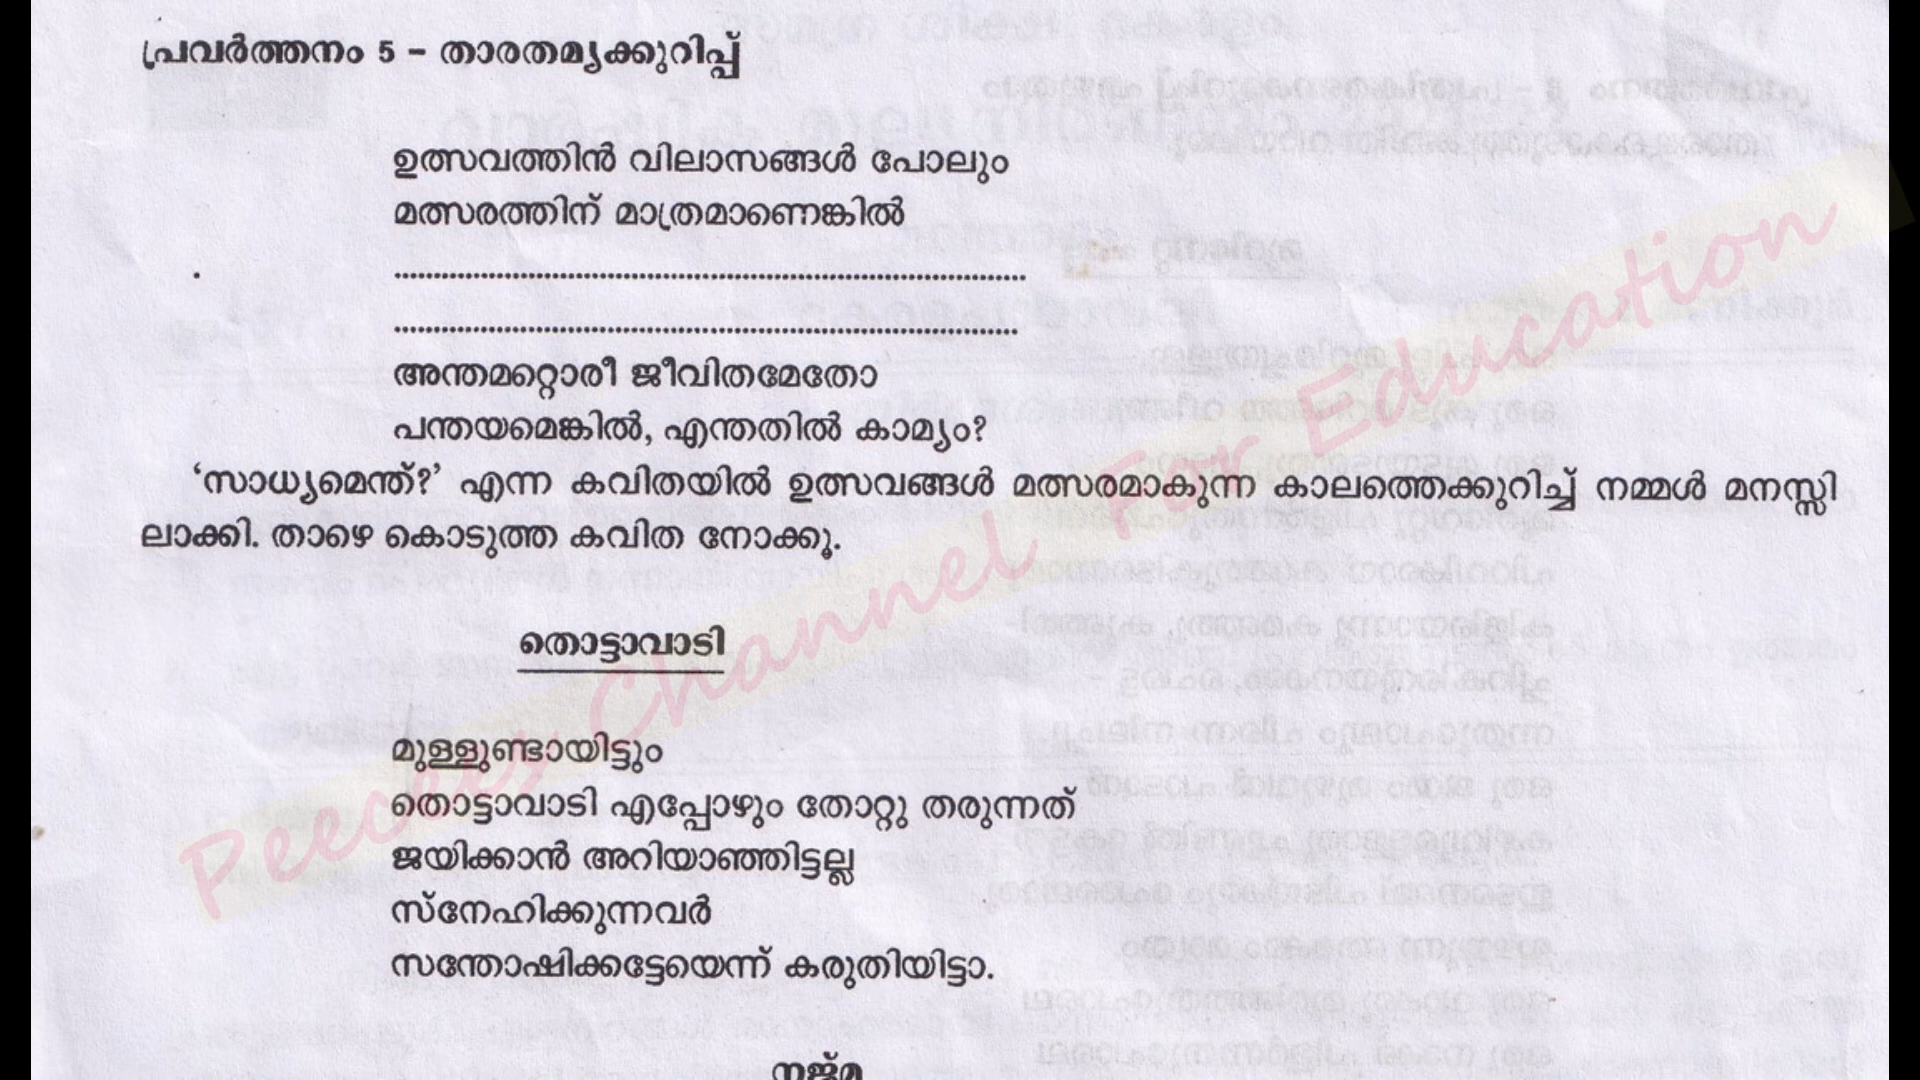 പ്രവർത്തനം 5 – താരതമ്യക്കുറിപ്പ്
ഉത്സവത്തിൻ വിലാസങ്ങൾ പോലും
മത്സരത്തിന് മാത്രമാണെങ്കിൽ
..........................................................................
..........................................................................
അന്തമറ്റൊരീ ജീവിതമേതോ
പന്തയമെങ്കിൽ, എന്തതിൽ കാമ്യം?
‘സാധ്യമെന്ത്?’ എന്ന കവിതയിൽ ഉത്സവങ്ങൾ മത്സരമാകുന്ന കാലത്തെക്കുറിച്ച് നമ്മൾ മനസ്സി
ലാക്കി. താഴെ കൊടുത്ത കവിത നോക്കൂ.
തൊട്ടാവാടി
മുള്ളുണ്ടായിട്ടും
തൊട്ടാവാടി എപ്പോഴും തോറ്റു തരുന്നത്
ജയിക്കാൻ അറിയാഞ്ഞിട്ടല്ല
സ്നേഹിക്കുന്നവർ
സന്തോഷിക്കട്ടേയെന്ന് കരുതിയിട്ടാ.
നജ്മ
Peecees Channel For Education